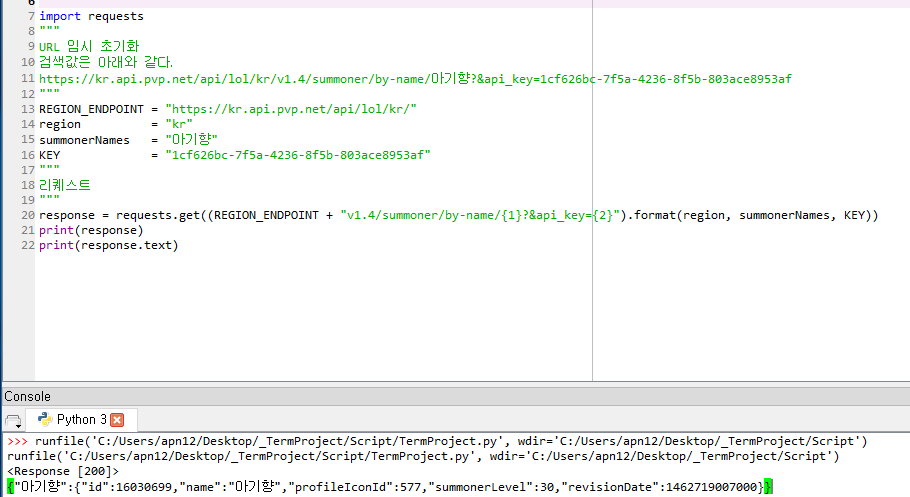 6
7 import requests
8 """
9 URL 임시 초기화
10 검색값은 아래와 같다.
11 https://kr.api.pvp.net/api/lol/kr/v1.4/summoner/by-name/아기향?&api_key=1cf626bc-7f5a-4236-8f5b-803ace8953af
12 """
13 REGION_ENDPOINT = "https://kr.api.pvp.net/api/lol/kr/"
14 region = "kr"
15 summonerNames = "아기향"
16 KEY = "1cf626bc-7f5a-4236-8f5b-803ace8953af"
17 """
18 리퀘스트
19 """
20 response = requests.get((REGION_ENDPOINT + "v1.4/summoner/by-name/{1}?&api_key={2}").format(region, summonerNames, KEY))
21 print(response)
22 print(response.text)
Console
Python 3
>>> runfile('C:/Users/apn12/Desktop/_TermProject/Script/TermProject.py', wdir='C:/Users/apn12/Desktop/_TermProject/Script')
runfile('C:/Users/apn12/Desktop/_TermProject/Script/TermProject.py', wdir='C:/Users/apn12/Desktop/_TermProject/Script')
<Response [200]>
{"아기향":{"id":16030699,"name":"아기향","profileIconId":577,"summonerLevel":30,"revisionDate":1462719007000}}